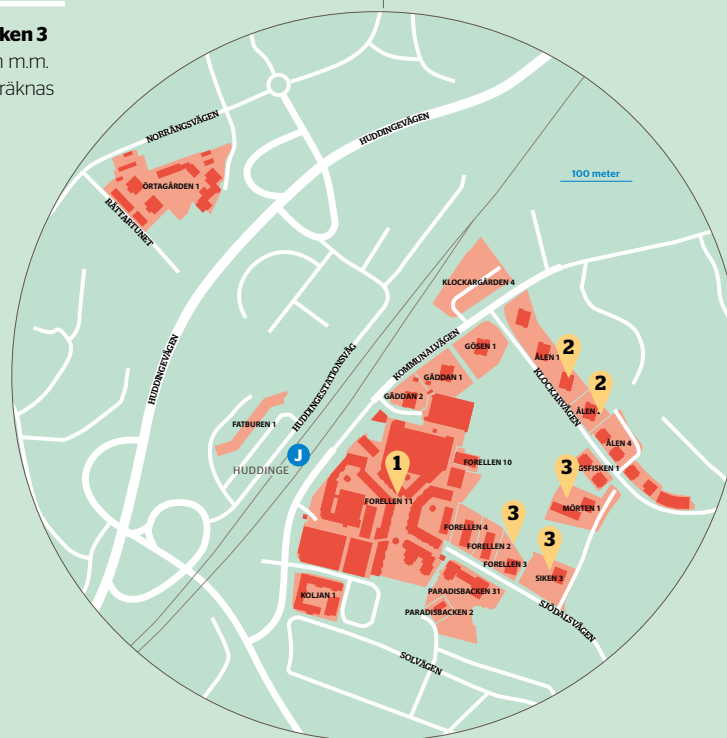 ken 3
m.m.
räknas
NORRÄNGSVÄGEN
HUDDINGEVÄGEN
100 meter
ÖRTAGÅRDEN 1
RÄTTARTUNET
KLOCKARGÅRDEN 4
KOMMUNALVÄGEN
GÖSEN 1
ÅLEN 1
2
HUDDINGEVÄGEN
HUDDINGESTATIONSVÄG
GÄDDAN 1
KLOCKARVÄGEN
2
GÄDDAN 2
ÅLEN
FATBUREN 1
ÅLEN 4
J
HUDDINGE
1
FORELLEN 10
3
GSFISKEN 1
FORELLEN 11
MÖRTEN 1
3
FORELLEN 4
FORELLEN 2
3
FORELLEN 3
SIKEN 3
KOLJAN 1
PARADISBACKEN 31
PARADISBACKEN 2
SJÖDALSVÄGEN
SOLVÄGEN